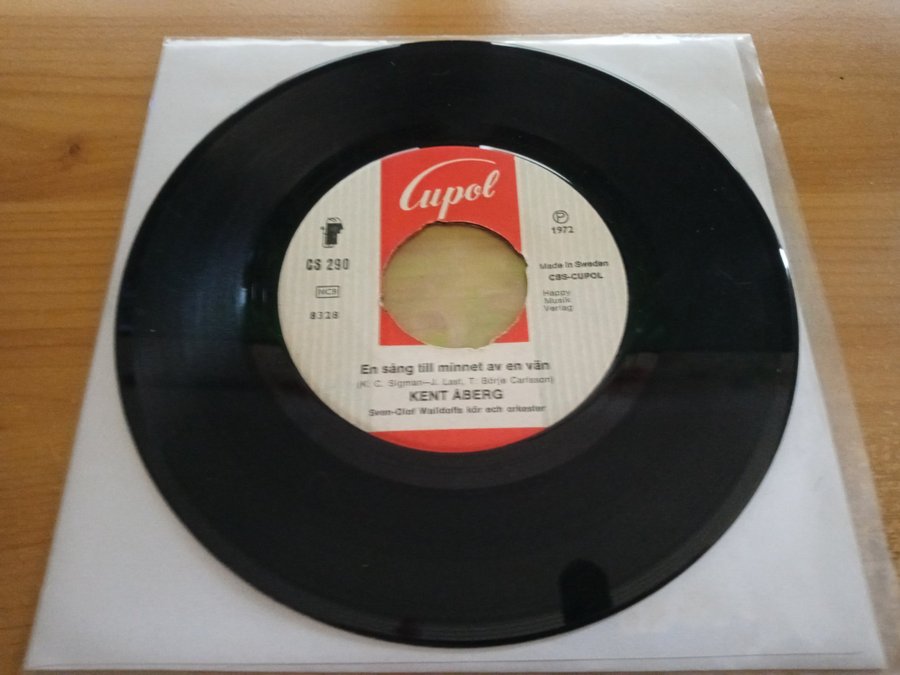 Cupol
℗
1972
CS 290
Made in Sweden
CBS-CUPOL
NCB
Happy
Musik
Verlag
8328
En sång till minnet av en vän
(K: C. Sigman—J. Last, T: Börje Carlsson)
KENT ÅBERG
Sven-Olof Walldoffs kör och orkester